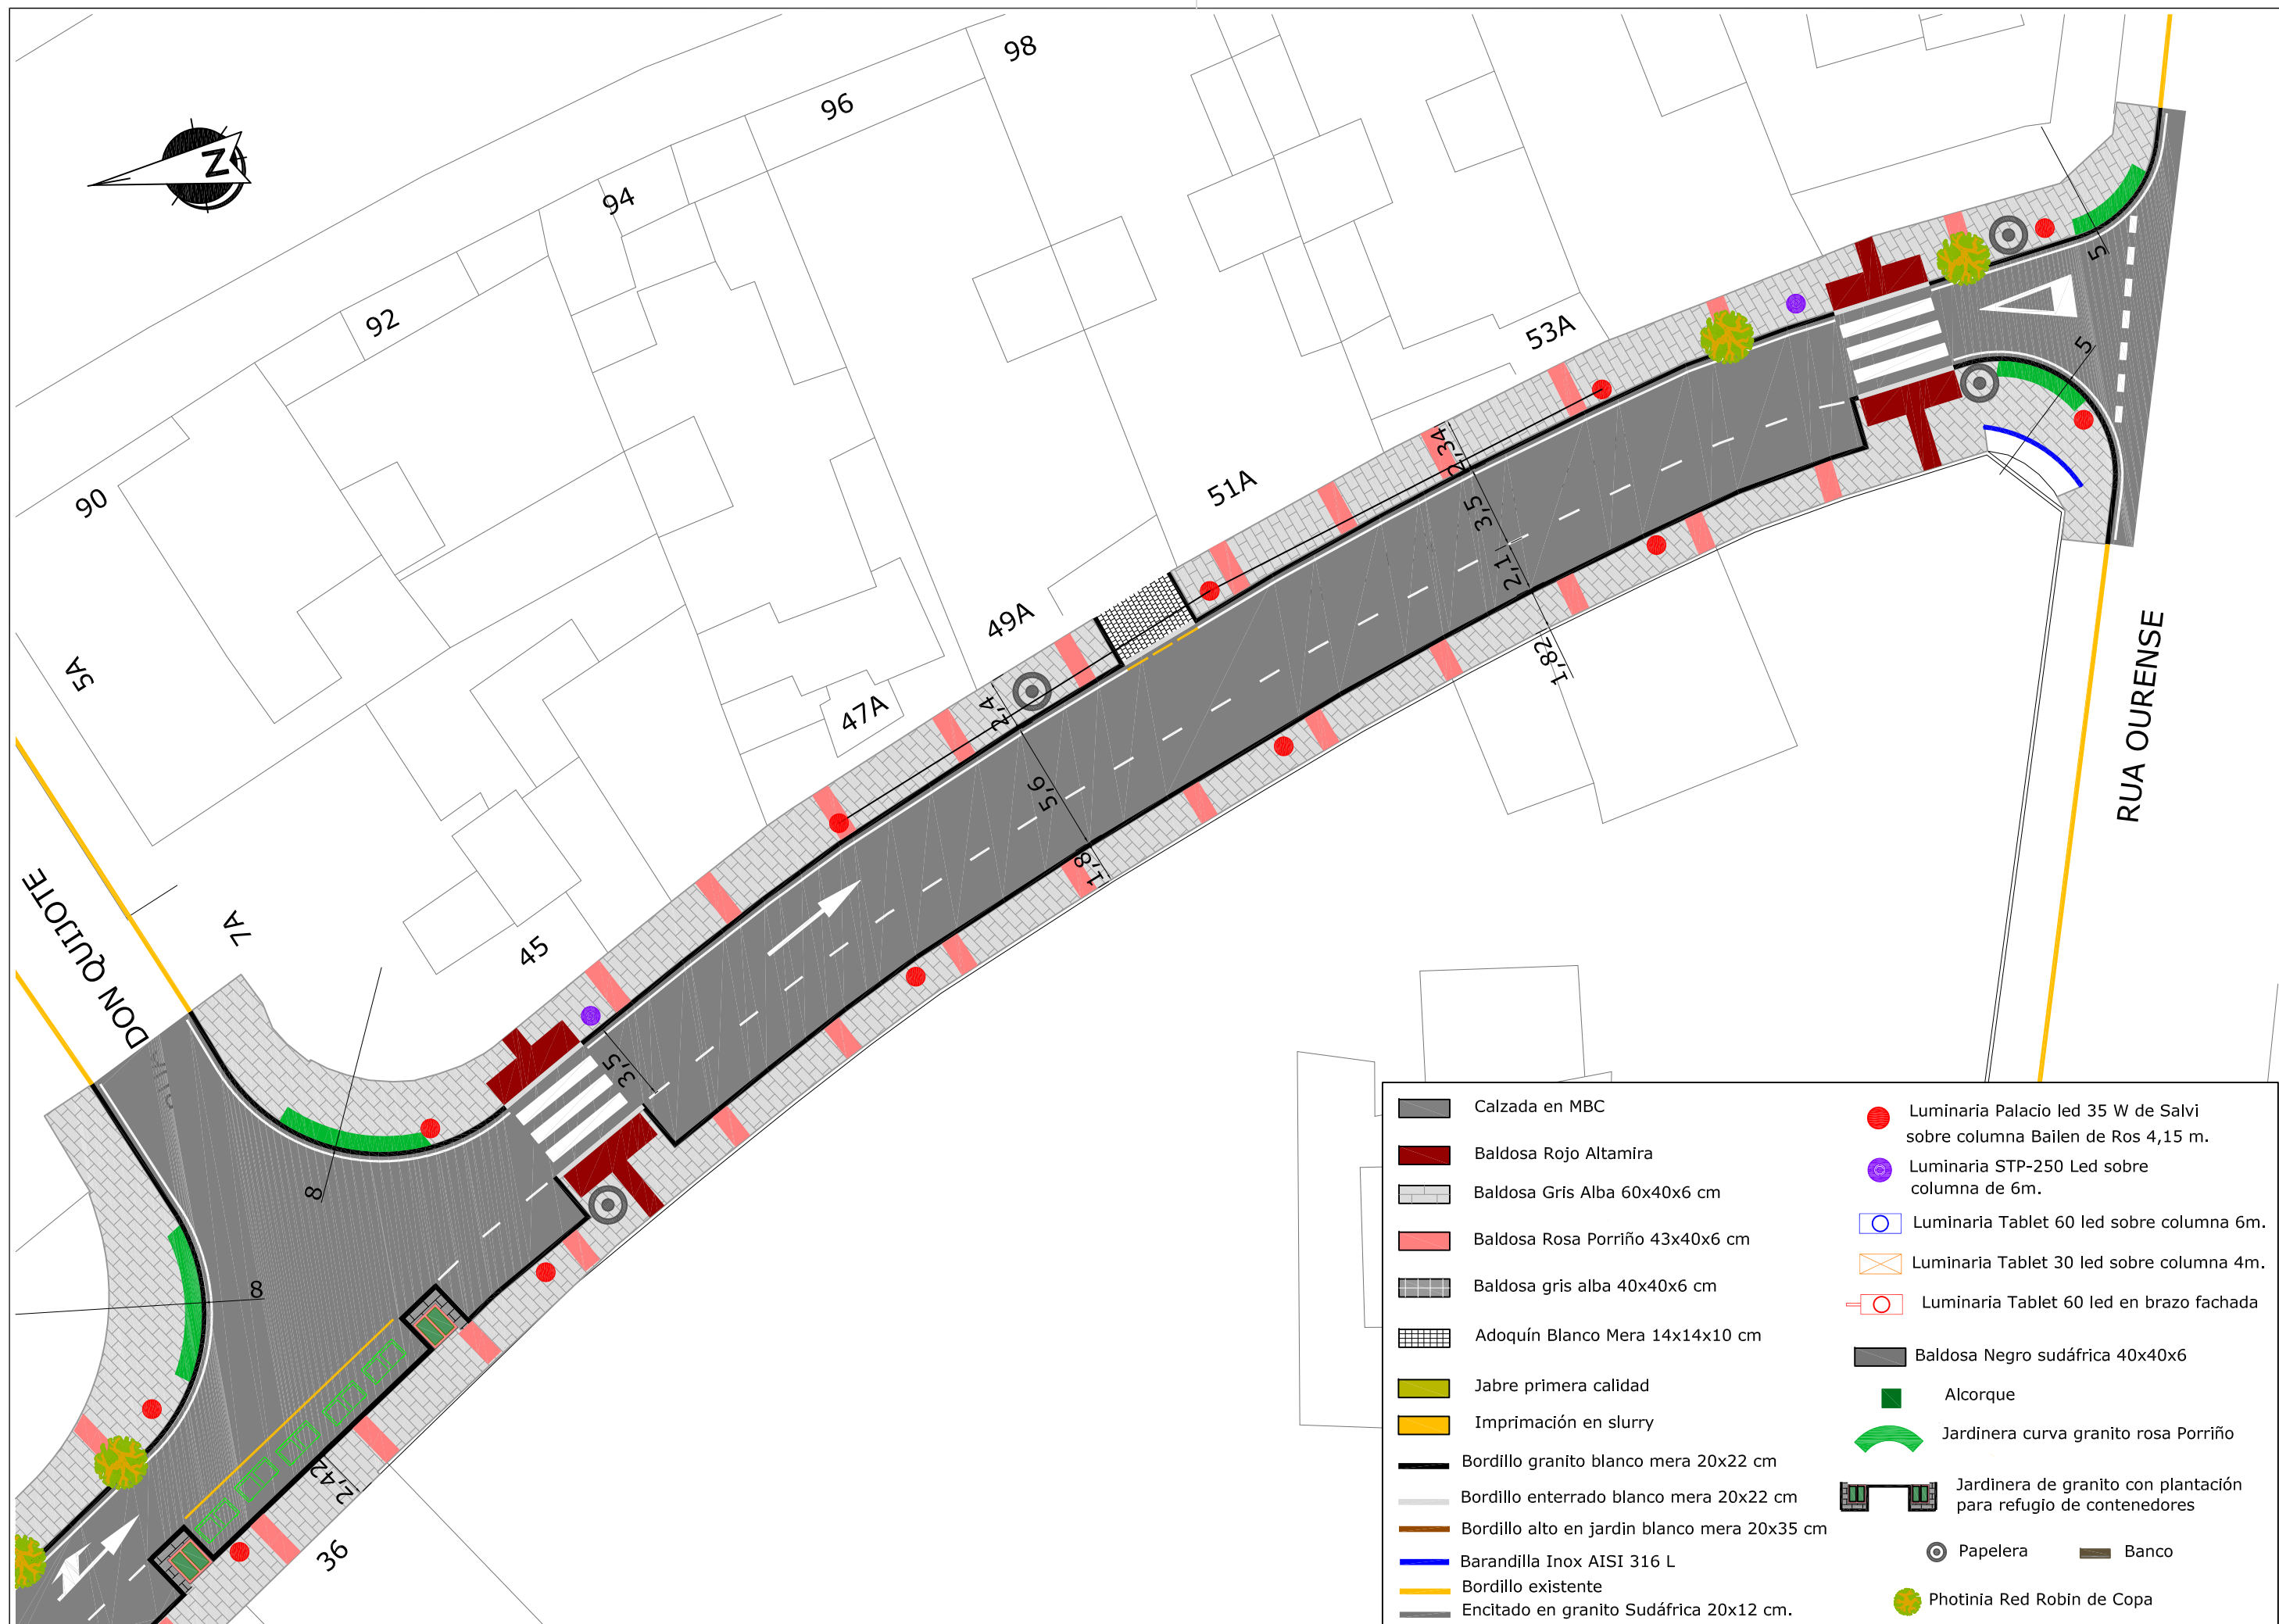 98
96
94
92
90
N
5A
7A
45
47A
49A
51A
53A
5
5
2,34
3,5
2,1
1,82
2,4
5,6
1,8
3,5
8
8
2,42
36
DON QUIJOTE
RUA OURENSE
Calzada en MBC
Baldosa Rojo Altamira
Baldosa Gris Alba 60x40x6 cm
Baldosa Rosa Porriño 43x40x6 cm
Baldosa gris alba 40x40x6 cm
Adoquín Blanco Mera 14x14x10 cm
Jabre primera calidad
Imprimación en slurry
Bordillo granito blanco mera 20x22 cm
Bordillo enterrado blanco mera 20x22 cm
Bordillo alto en jardin blanco mera 20x35 cm
Barandilla Inox AISI 316 L
Bordillo existente
Encitado en granito Sudáfrica 20x12 cm.
Luminaria Palacio led 35 W de Salvi
sobre columna Bailen de Ros 4,15 m.
Luminaria STP-250 Led sobre
columna de 6m.
Luminaria Tablet 60 led sobre columna 6m.
Luminaria Tablet 30 led sobre columna 4m.
Luminaria Tablet 60 led en brazo fachada
Baldosa Negro sudáfrica 40x40x6
Alcorque
Jardinera curva granito rosa Porriño
Jardinera de granito con plantación
para refugio de contenedores
Papelera
Banco
Photinia Red Robin de Copa